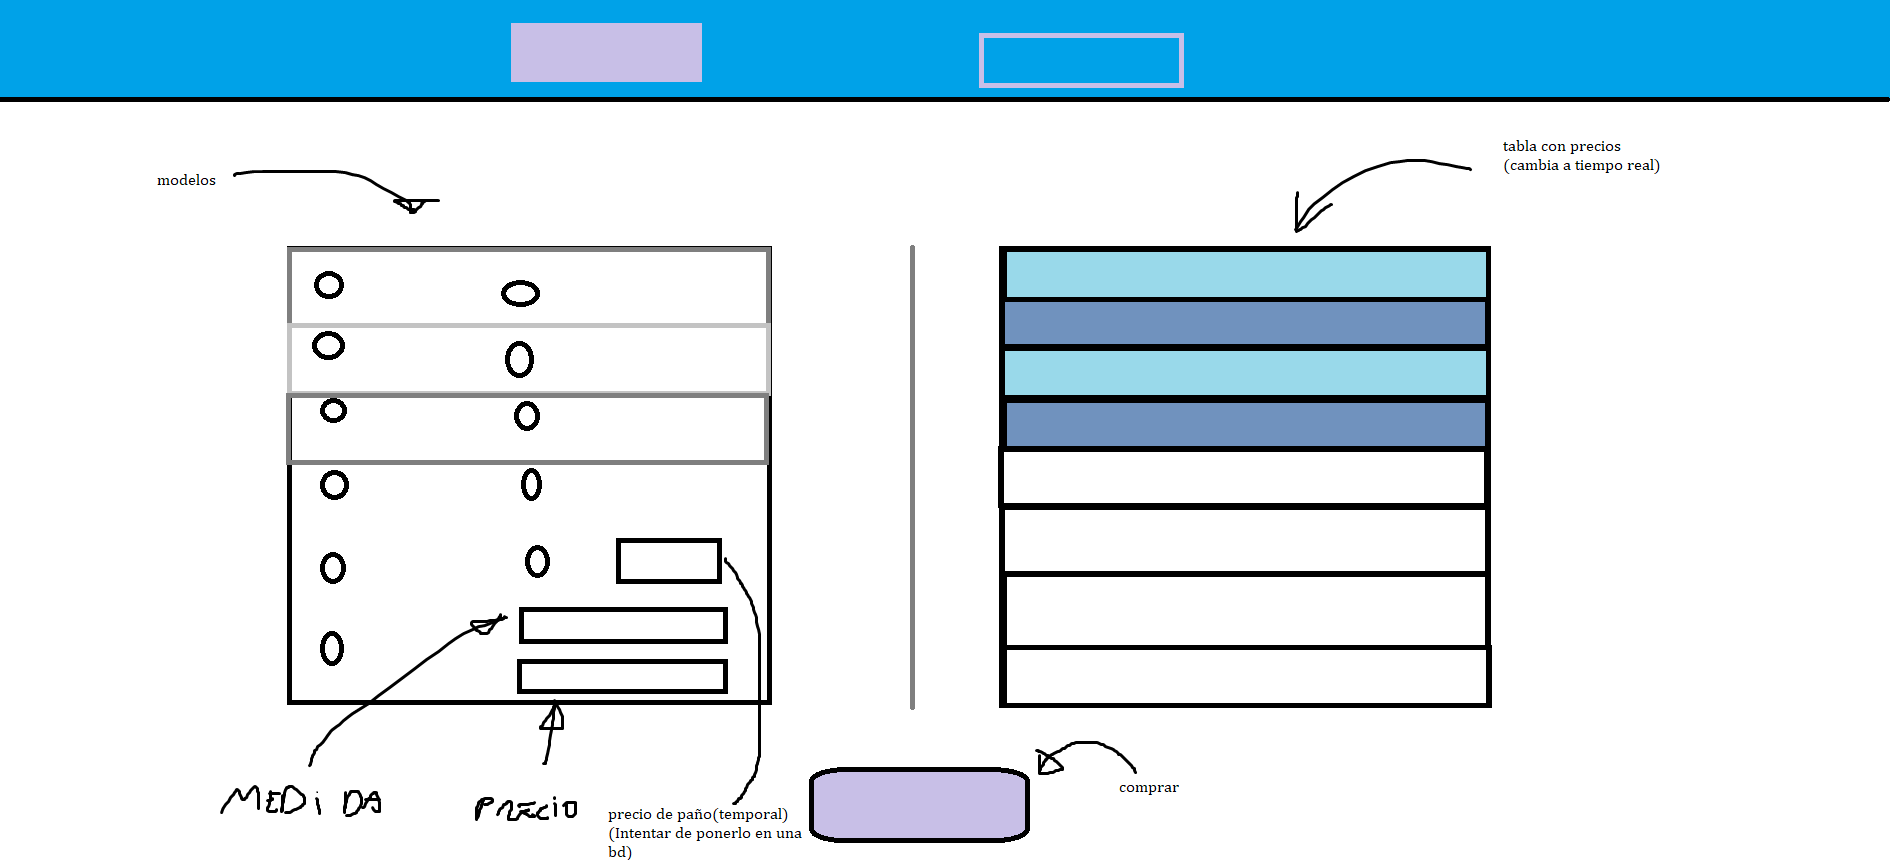 tabla con precios
(cambia a tiempo real)
modelos
MEDiDA
PRECiO
precio de paño(temporal)
(Intentar de ponerlo en una
bd)
comprar